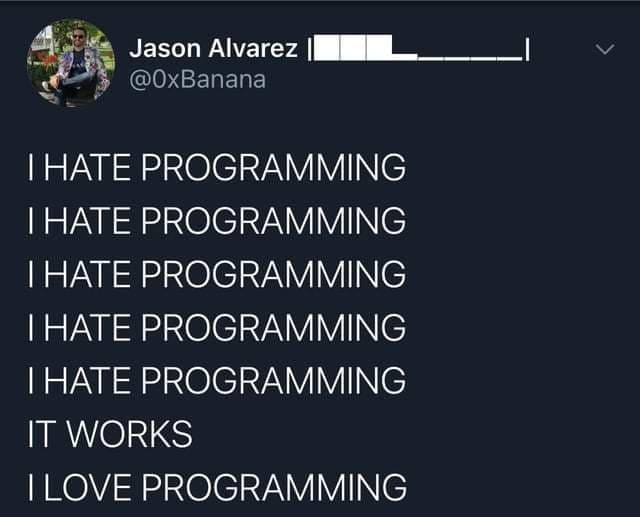 Jason Alvarez |███▂▁▁▁▁|
@0xBanana
I HATE PROGRAMMING
I HATE PROGRAMMING
I HATE PROGRAMMING
I HATE PROGRAMMING
I HATE PROGRAMMING
IT WORKS
I LOVE PROGRAMMING